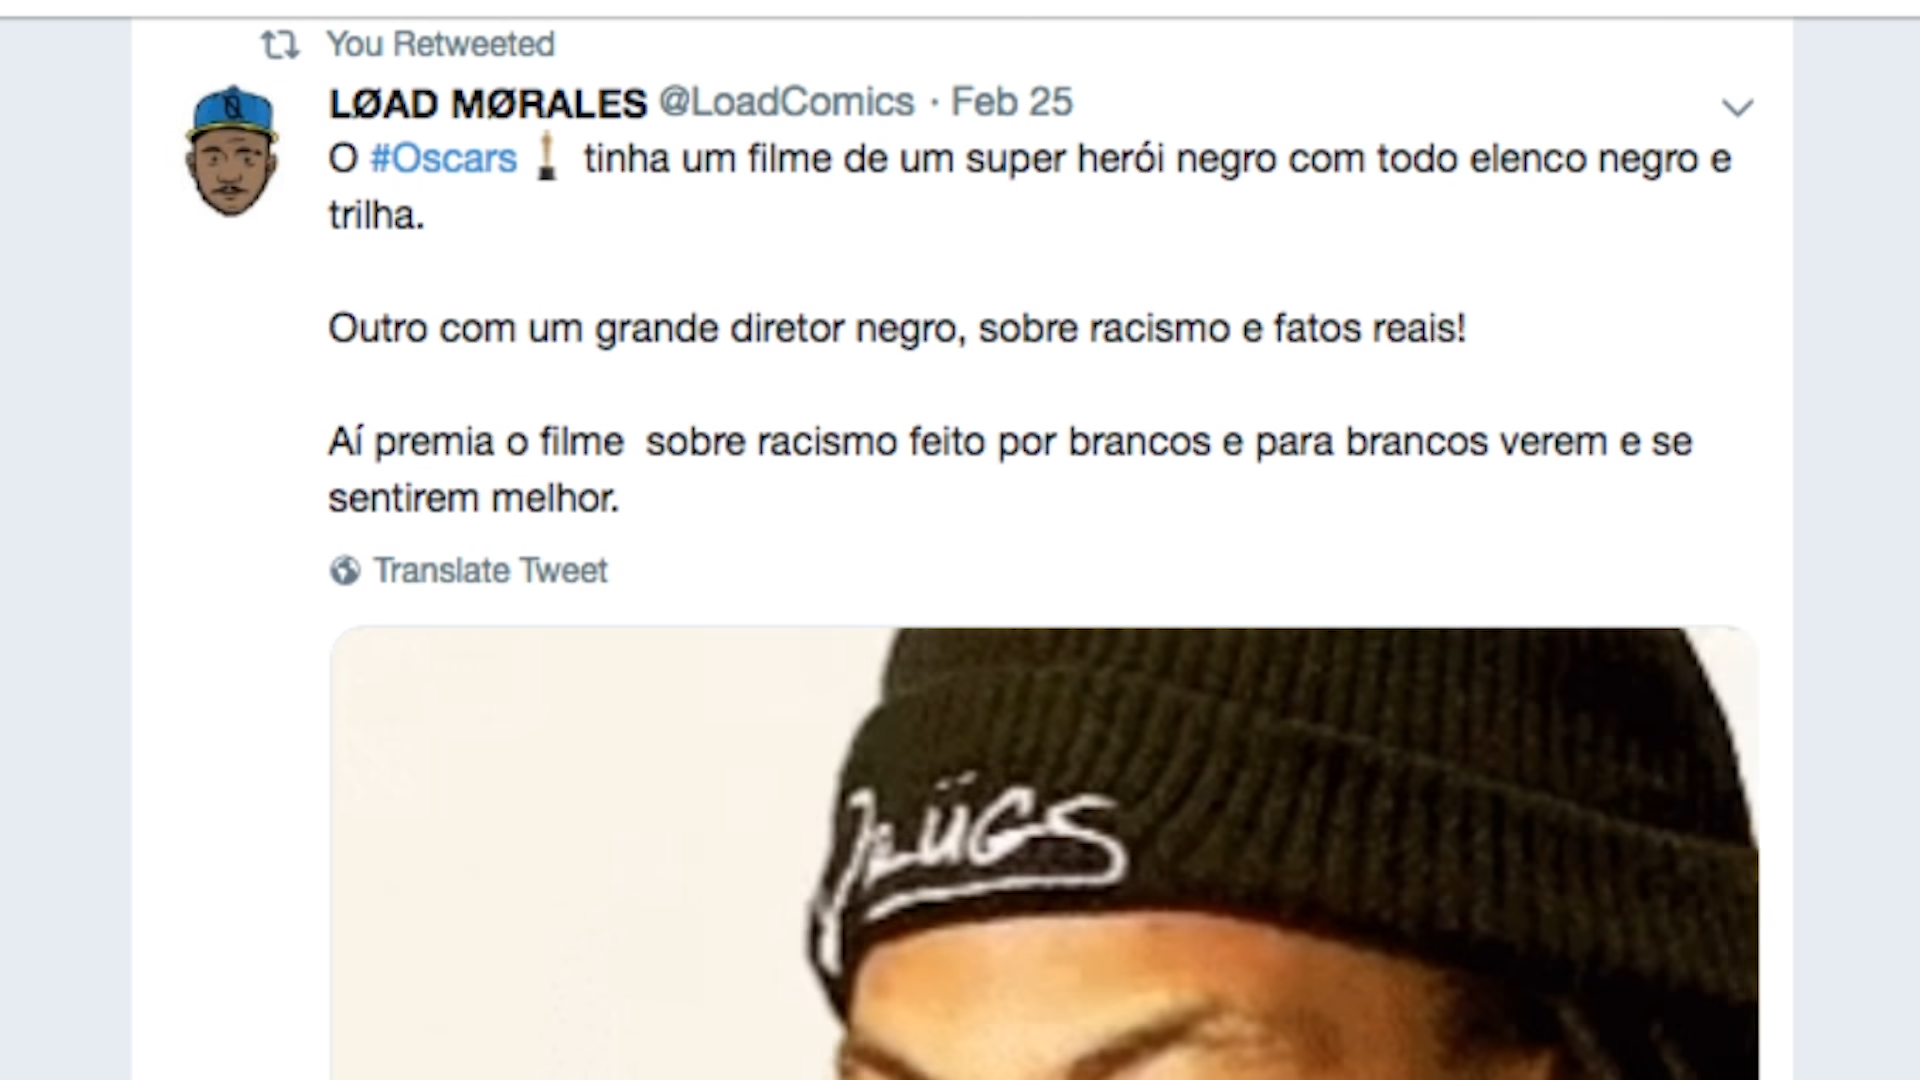 You Retweeted
LØAD MØRALES @LoadComics · Feb 25
O #Oscars tinha um filme de um super herói negro com todo elenco negro e
trilha.
Outro com um grande diretor negro, sobre racismo e fatos reais!
Aí premia o filme  sobre racismo feito por brancos e para brancos verem e se
sentirem melhor.
Translate Tweet